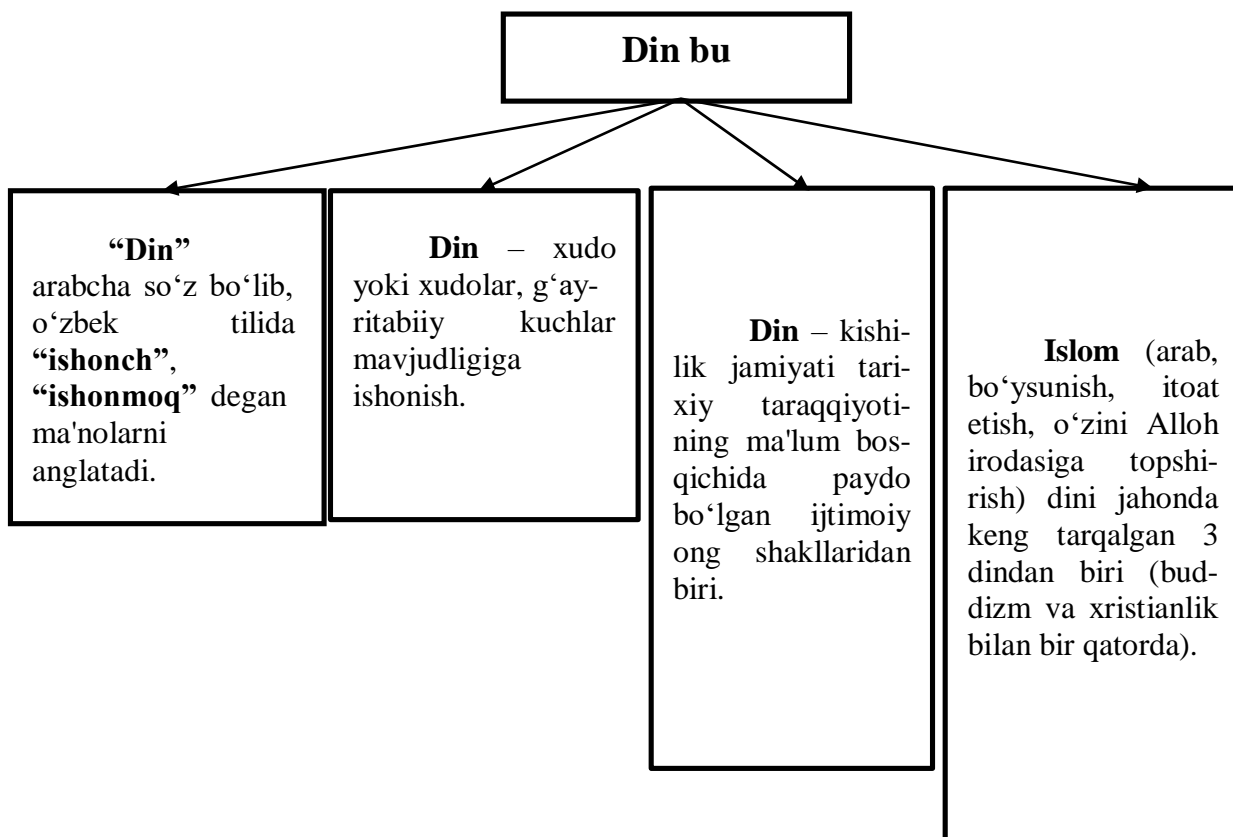 Din bu
“Din”
arabcha so‘z bo‘lib,
o‘zbek tilida
“ishonch”,
“ishonmoq” degan
ma'nolarni
anglatadi.
Din – xudo
yoki xudolar, g‘ay-
ritabiiy kuchlar
mavjudligiga
ishonish.
Din – kishi-
lik jamiyati tari-
xiy taraqqiyoti-
ning ma'lum bos-
qichida paydo
bo‘lgan ijtimoiy
ong shakllaridan
biri.
Islom (arab,
bo‘ysunish, itoat
etish, o‘zini Alloh
irodasiga topshi-
rish) dini jahonda
keng tarqalgan 3
dindan biri (bud-
dizm va xristianlik
bilan bir qatorda).